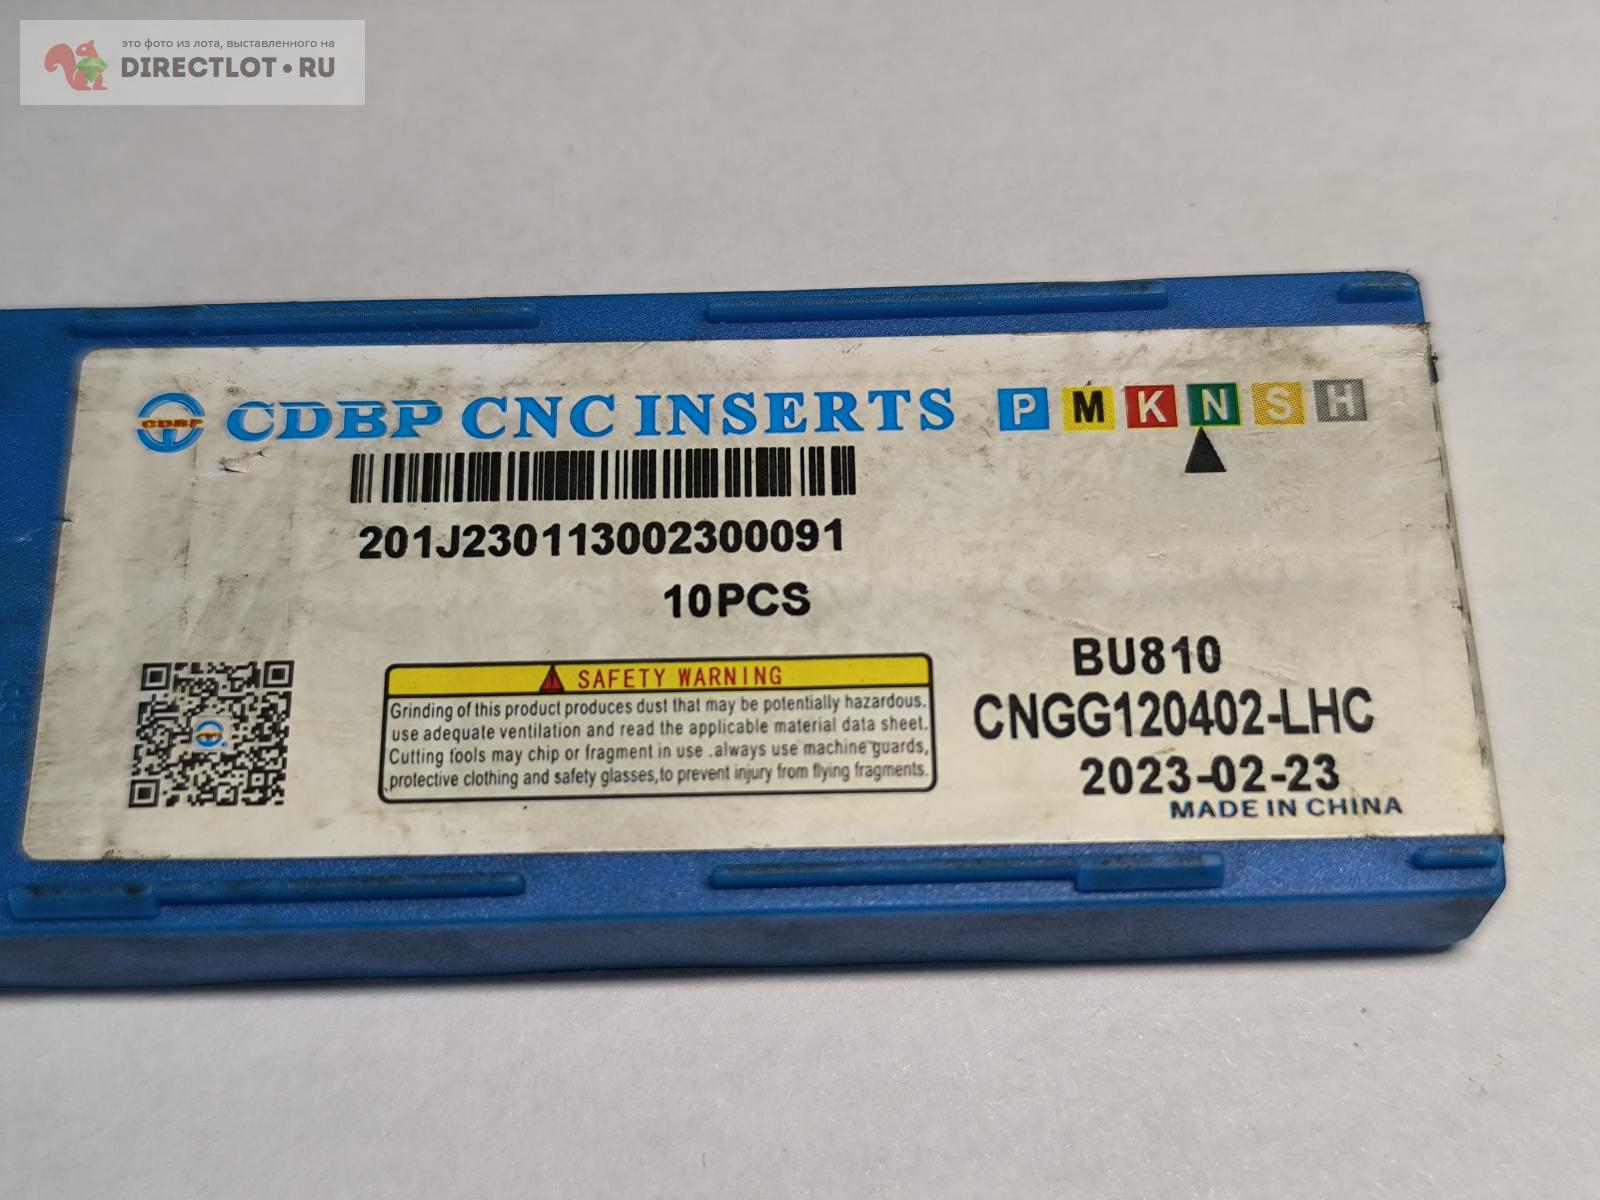 это фото из лота, выставленного на
DIRECTLOT•RU
CDBP CDBP CNC INSERTS P M K N S H
201J230113002300091
10PCS
BU810
SAFETY WARNING
Grinding of this product produces dust that may be potentially hazardous.
use adequate ventilation and read the applicable material data sheet.
Cutting tools may chip or fragment in use .always use machine guards,
protective clothing and safety glasses,to prevent injury from flying fragments.
CNGG120402-LHC
2023-02-23
MADE IN CHINA